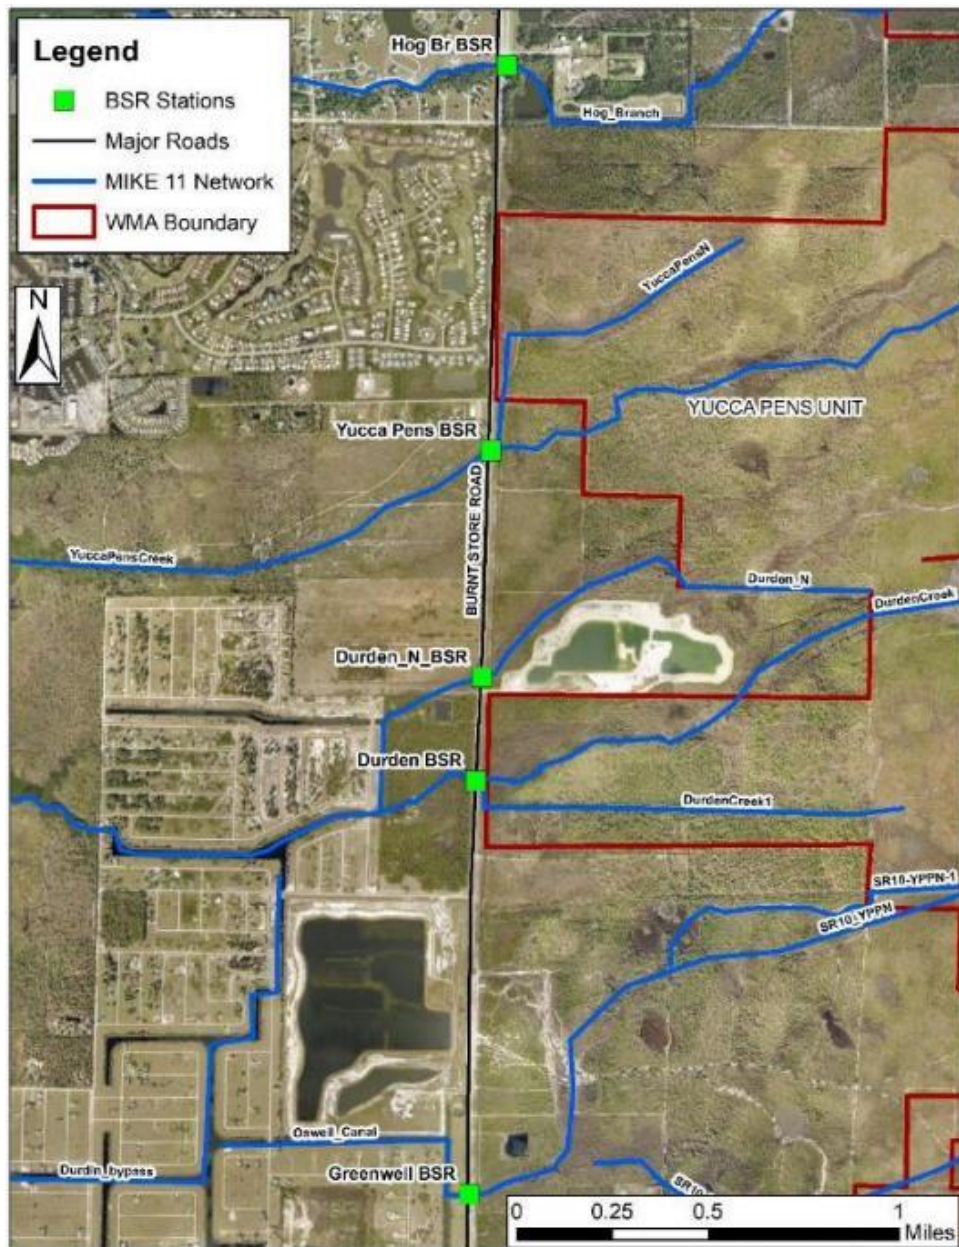 Legend
BSR Stations
Major Roads
MIKE 11 Network
WMA Boundary
N
Hog Br BSR
Hog_Branch
YuccaPensN
YUCCA PENS UNIT
Yucca Pens BSR
BURNT STORE ROAD
YuccaPensCreek
Durden_N
DurdenCreek
Durden_N_BSR
Durden BSR
DurdenCreek1
SR10-YPPN-1
SR10_YPPN
Oswell_Canal
Durdin_bypass
Greenwell BSR
SR10
0 0.25 0.5 1
Miles